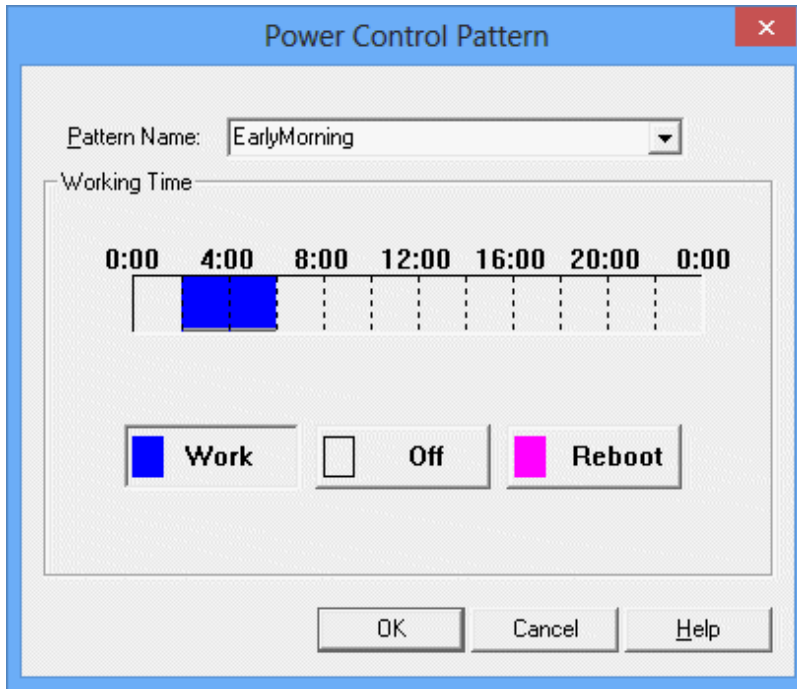 Power Control Pattern
Pattern Name: EarlyMorning
Working Time
0:00 4:00 8:00 12:00 16:00 20:00 0:00
Work Off Reboot
OK Cancel Help